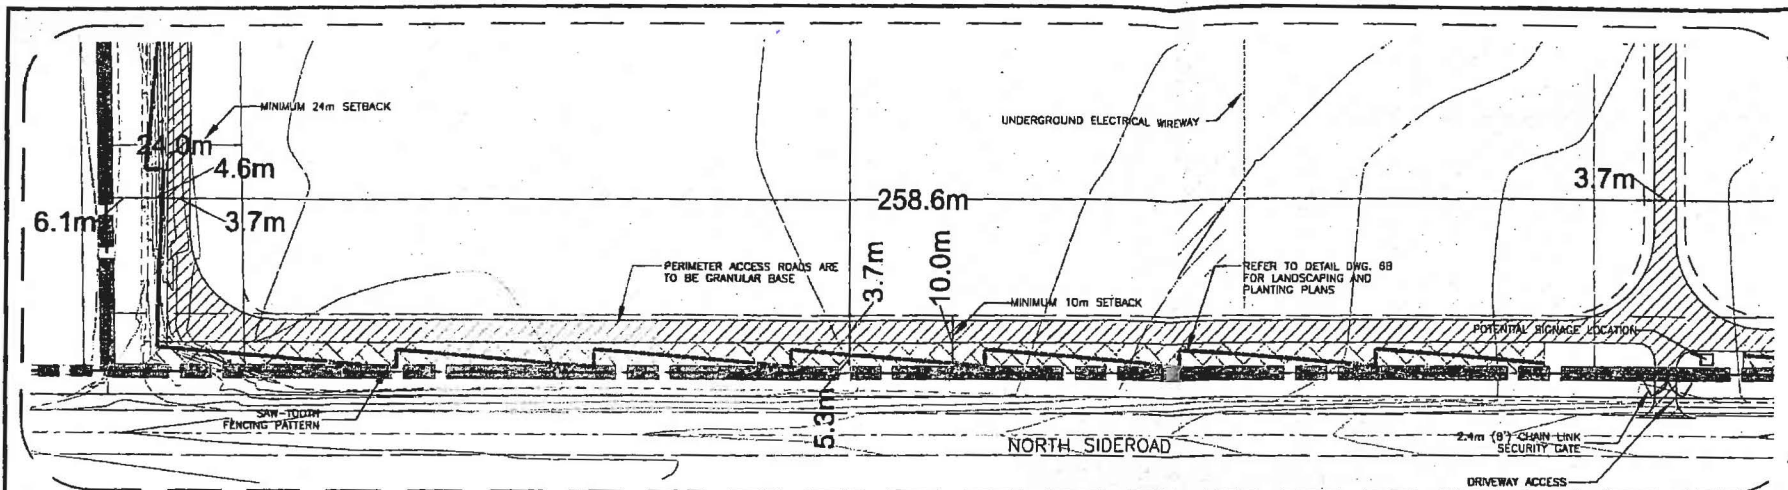 MINIMUM 24m SETBACK
24.0m
4.6m
6.1m
3.7m
258.6m
UNDERGROUND ELECTRICAL WIREWAY
3.7m
PERIMETER ACCESS ROADS ARE
TO BE GRANULAR BASE
3.7m
10.0m
MINIMUM 10m SETBACK
REFER TO DETAIL DWG. 6B
FOR LANDSCAPING AND
PLANTING PLANS
POTENTIAL SIGNAGE LOCATION
SAW-TOOTH
FENCING PATTERN
5.3m
NORTH SIDEROAD
2.4m (8') CHAIN LINK
SECURITY GATE
DRIVEWAY ACCESS